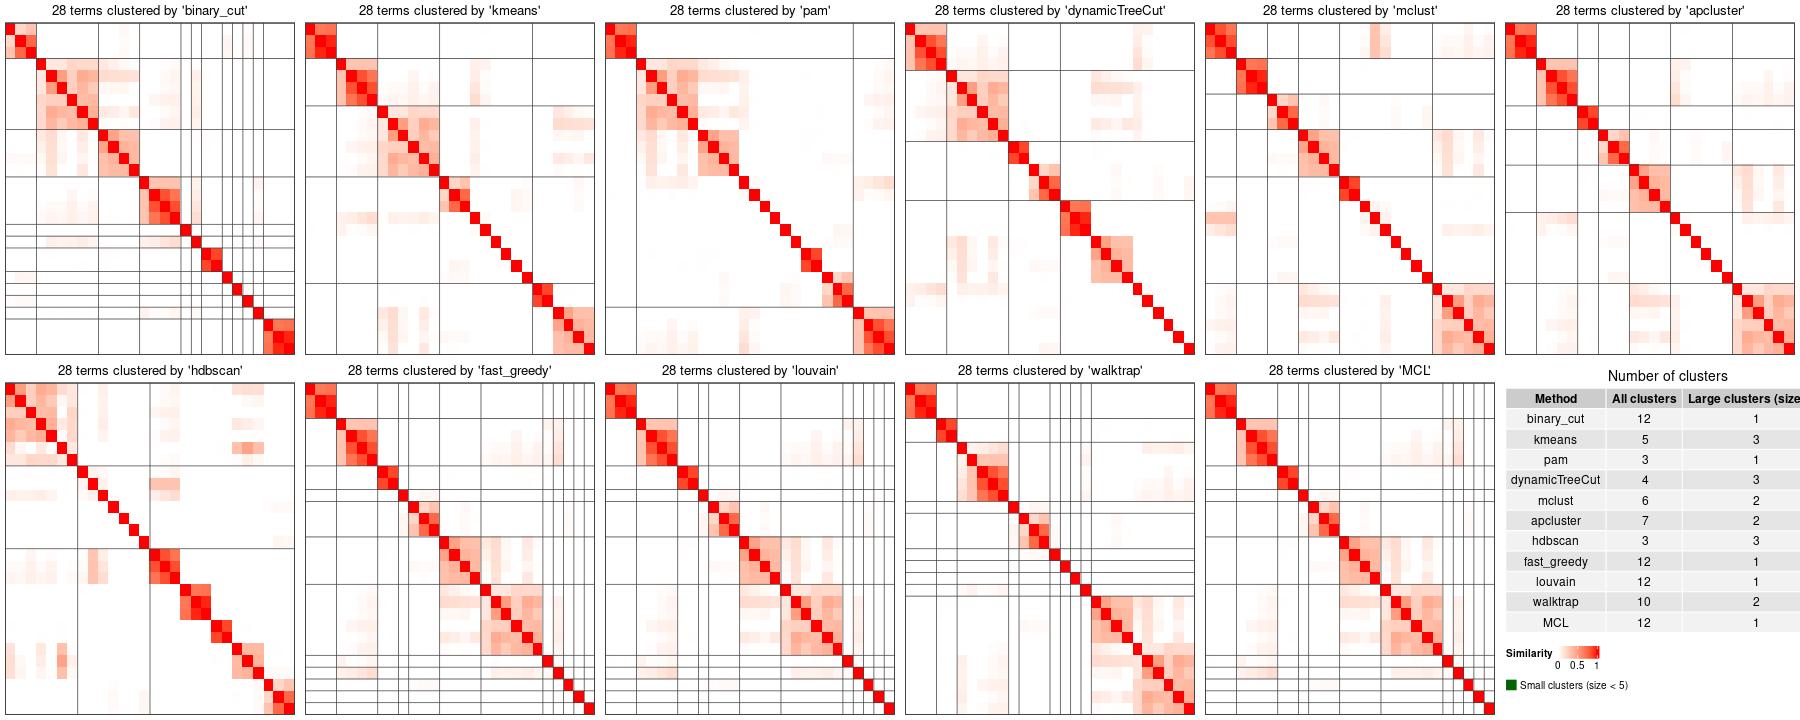 28 terms clustered by 'binary_cut'
28 terms clustered by 'kmeans'
28 terms clustered by 'pam'
28 terms clustered by 'dynamicTreeCut'
28 terms clustered by 'mclust'
28 terms clustered by 'apcluster'
28 terms clustered by 'hdbscan'
28 terms clustered by 'fast_greedy'
28 terms clustered by 'louvain'
28 terms clustered by 'walktrap'
28 terms clustered by 'MCL'
Number of clusters
Method All clusters Large clusters (size
binary_cut 12 1
kmeans 5 3
pam 3 1
dynamicTreeCut 4 3
mclust 6 2
apcluster 7 2
hdbscan 3 3
fast_greedy 12 1
louvain 12 1
walktrap 10 2
MCL 12 1
Similarity
0 0.5 1
Small clusters (size < 5)